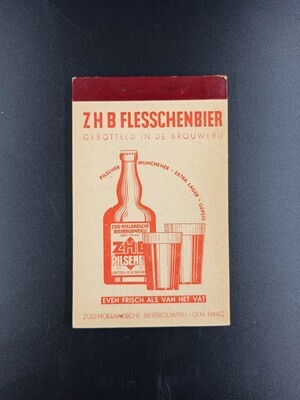 ZHB FLESSCHENBIER
GEBOTTELD IN DE BROUWERIJ
PILSENER • MUNCHENER • EXTRA LAGER • GERSTE
ZUID-HOLLANDSCHE
BIERBROUWERIJ
ZHB
PILSENER
EVEN FRISCH ALS VAN HET VAT
ZUID-HOLLANDSCHE BIERBROUWERIJ - DEN HAAG